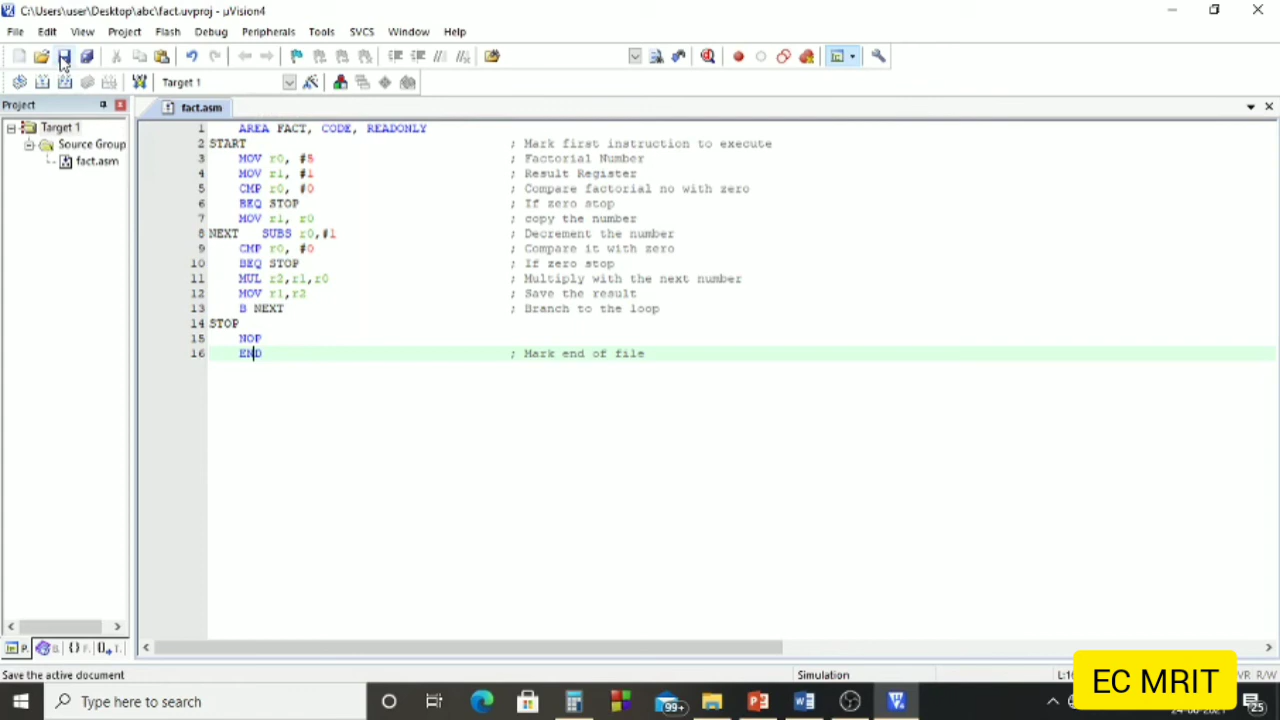 C:\Users\user\Desktop\abc\fact.uvproj - µVision4
File Edit View Project Flash Debug Peripherals Tools SVCS Window Help
Target 1
Project
fact.asm
Target 1
Source Group
fact.asm
1 AREA FACT, CODE, READONLY
2 START ; Mark first instruction to execute
3 MOV r0, #5 ; Factorial Number
4 MOV r1, #1 ; Result Register
5 CMP r0, #0 ; Compare factorial no with zero
6 BEQ STOP ; If zero stop
7 MOV r1, r0 ; copy the number
8 NEXT SUBS r0,#1 ; Decrement the number
9 CMP r0, #0 ; Compare it with zero
10 BEQ STOP ; If zero stop
11 MUL r2,r1,r0 ; Multiply with the next number
12 MOV r1,r2 ; Save the result
13 B NEXT ; Branch to the loop
14 STOP
15 NOP
16 END ; Mark end of file
Save the active document
Simulation
L:16
R/W
EC MRIT
Type here to search
99+
25